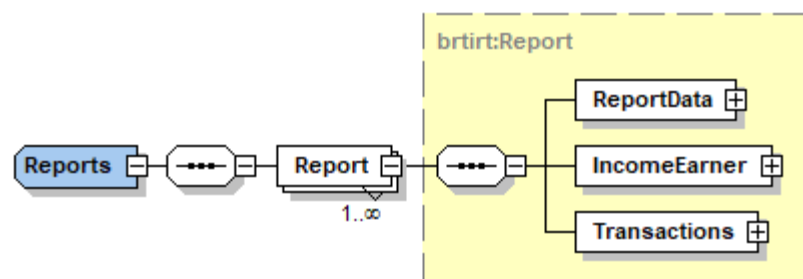 brtirt:Report
ReportData
Reports
Report
IncomeEarner
1..∞
Transactions